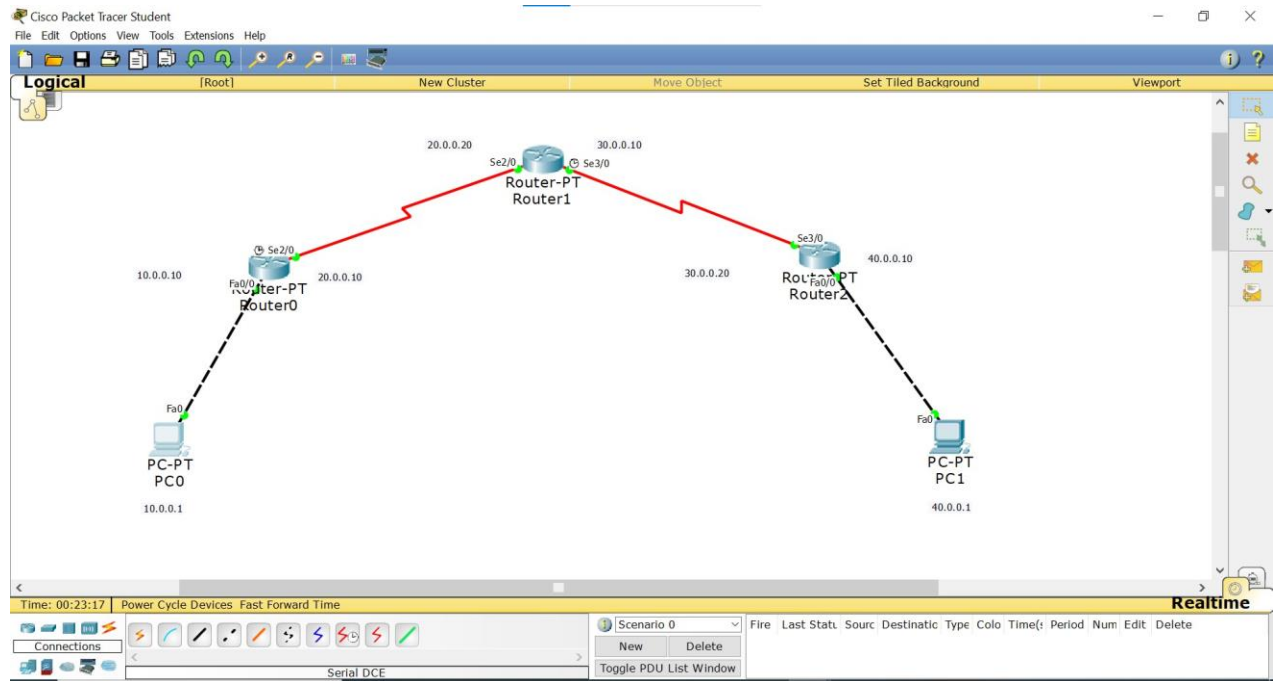 Cisco Packet Tracer Student
File Edit Options View Tools Extensions Help
Logical [Root] New Cluster Move Object Set Tiled Background Viewport
20.0.0.20 30.0.0.10
Se2/0 Se3/0
Router-PT
Router1
Se2/0 Se3/0
10.0.0.10 20.0.0.10 30.0.0.20 40.0.0.10
Fa0/0 Router-PT
Router0
Router-PT Fa0/0
Router2
Fa0 Fa0
PC-PT
PC0
10.0.0.1
PC-PT
PC1
40.0.0.1
Time: 00:23:17 Power Cycle Devices Fast Forward Time Realtime
Scenario 0 Fire Last Statu Sourc Destinatic Type Colo Time(s Period Num Edit Delete
Connections New Delete
Serial DCE Toggle PDU List Window